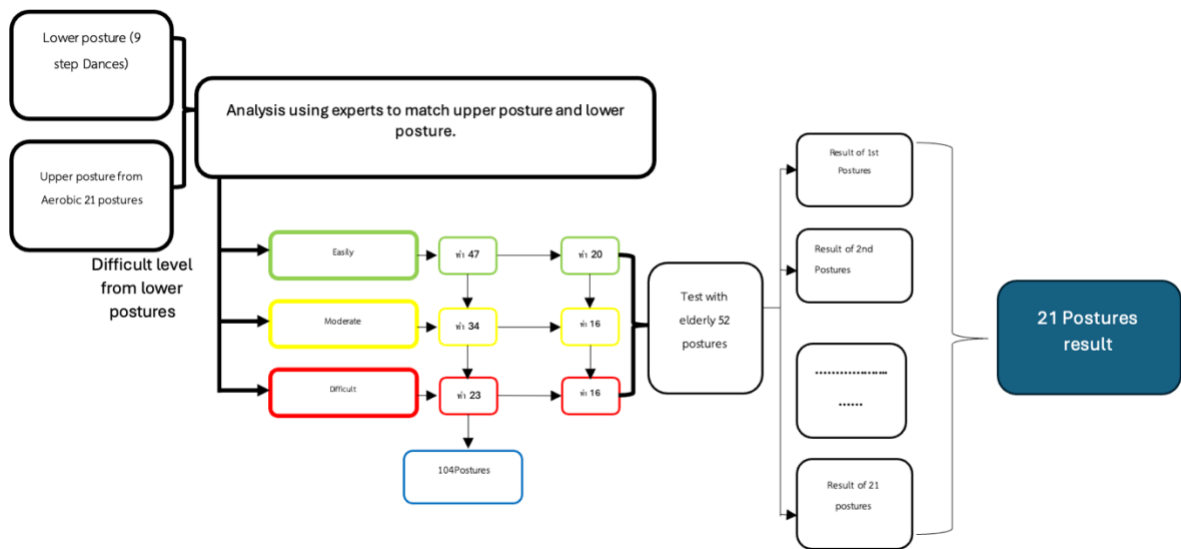 Lower posture (9
step Dances)
Upper posture from
Aerobic 21 postures
Analysis using experts to match upper posture and lower
posture.
Difficult level
from lower
postures
Easily
ท่า 47
ท่า 20
Moderate
ท่า 34
ท่า 16
Difficult
ท่า 23
ท่า 16
104Postures
Test with
elderly 52
postures
Result of 1st
Postures
Result of 2nd
Postures
...................
......
Result of 21
postures
21 Postures
result